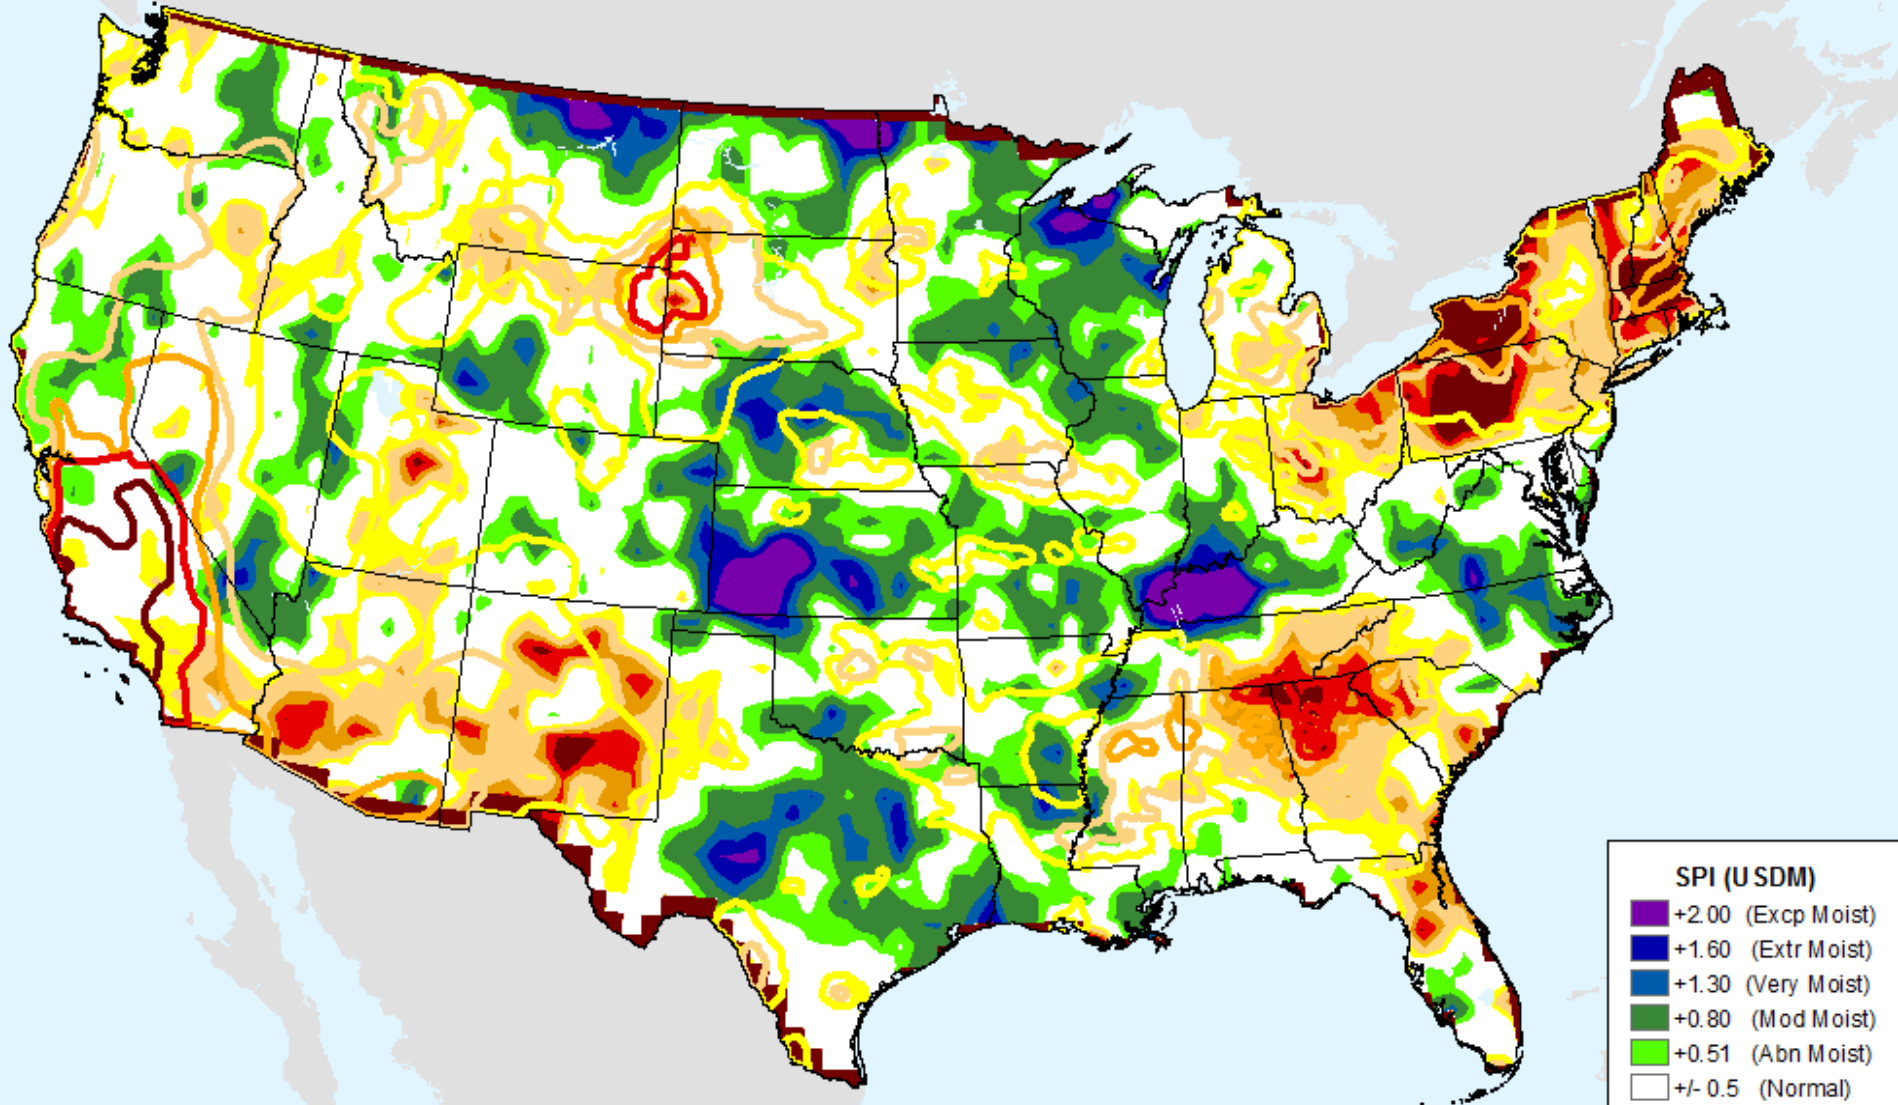 SPI (USDM)
+2.00 (Excp Moist)
+1.60 (Extr Moist)
+1.30 (Very Moist)
+0.80 (Mod Moist)
+0.51 (Abn Moist)
+/- 0.5 (Normal)